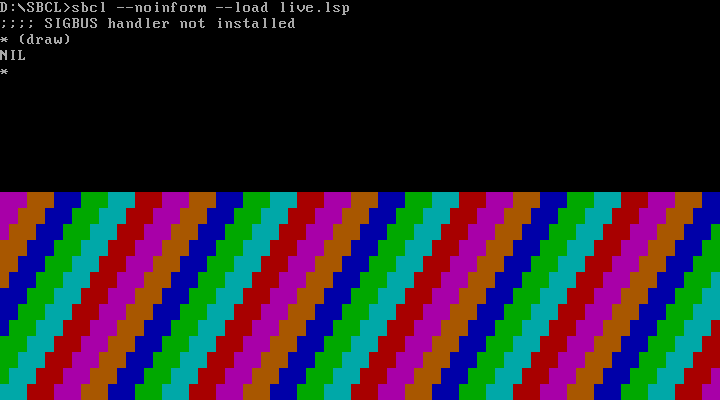 D:\SBCL>sbcl --noinform --load live.lsp
;;;; SIGBUS handler not installed
* (draw)
NIL
*